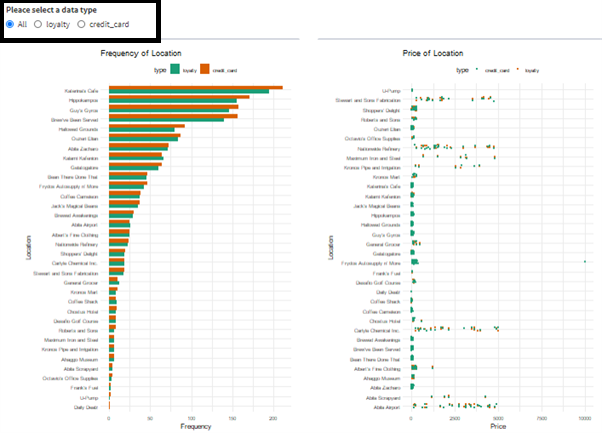 Pleace select a data type
All loyalty credit_card
Frequency of Location
type loyalty credit_card
Katerina's Cafe
Hippokampos
Guy's Gyros
Brew've Been Served
Hallowed Grounds
Ouzeri Elian
Abila Zacharo
Kalami Kafenion
Gelatogalore
Bean There Done That
Frydos Autosupply n' More
Coffee Cameleon
Jack's Magical Beans
Brewed Awakenings
Abila Airport
Albert's Fine Clothing
Nationwide Refinery
Shoppers' Delight
Carlyle Chemical Inc.
Stewart and Sons Fabrication
General Grocer
Kronos Mart
Coffee Shack
Chostus Hotel
Desafio Golf Course
Roberts and Sons
Maximum Iron and Steel
Kronos Pipe and Irrigation
Ahaggo Museum
Abila Scrapyard
Octavio's Office Supplies
Frank's Fuel
U-Pump
Daily Dealz
Location
0 50 100 150 200
Frequency
Price of Location
type credit_card loyalty
U-Pump
Stewart and Sons Fabrication
Shoppers' Delight
Roberts and Sons
Ouzeri Elian
Octavio's Office Supplies
Nationwide Refinery
Maximum Iron and Steel
Kronos Pipe and Irrigation
Kronos Mart
Katerina's Cafe
Kalami Kafenion
Jack's Magical Beans
Hippokampos
Hallowed Grounds
Guy's Gyros
General Grocer
Gelatogalore
Frydos Autosupply n' More
Frank's Fuel
Desafio Golf Course
Daily Dealz
Coffee Shack
Coffee Cameleon
Chostus Hotel
Carlyle Chemical Inc.
Brewed Awakenings
Brew've Been Served
Bean There Done That
Albert's Fine Clothing
Ahaggo Museum
Abila Zacharo
Abila Scrapyard
Abila Airport
Location
0 2500 5000 7500 10000
Price